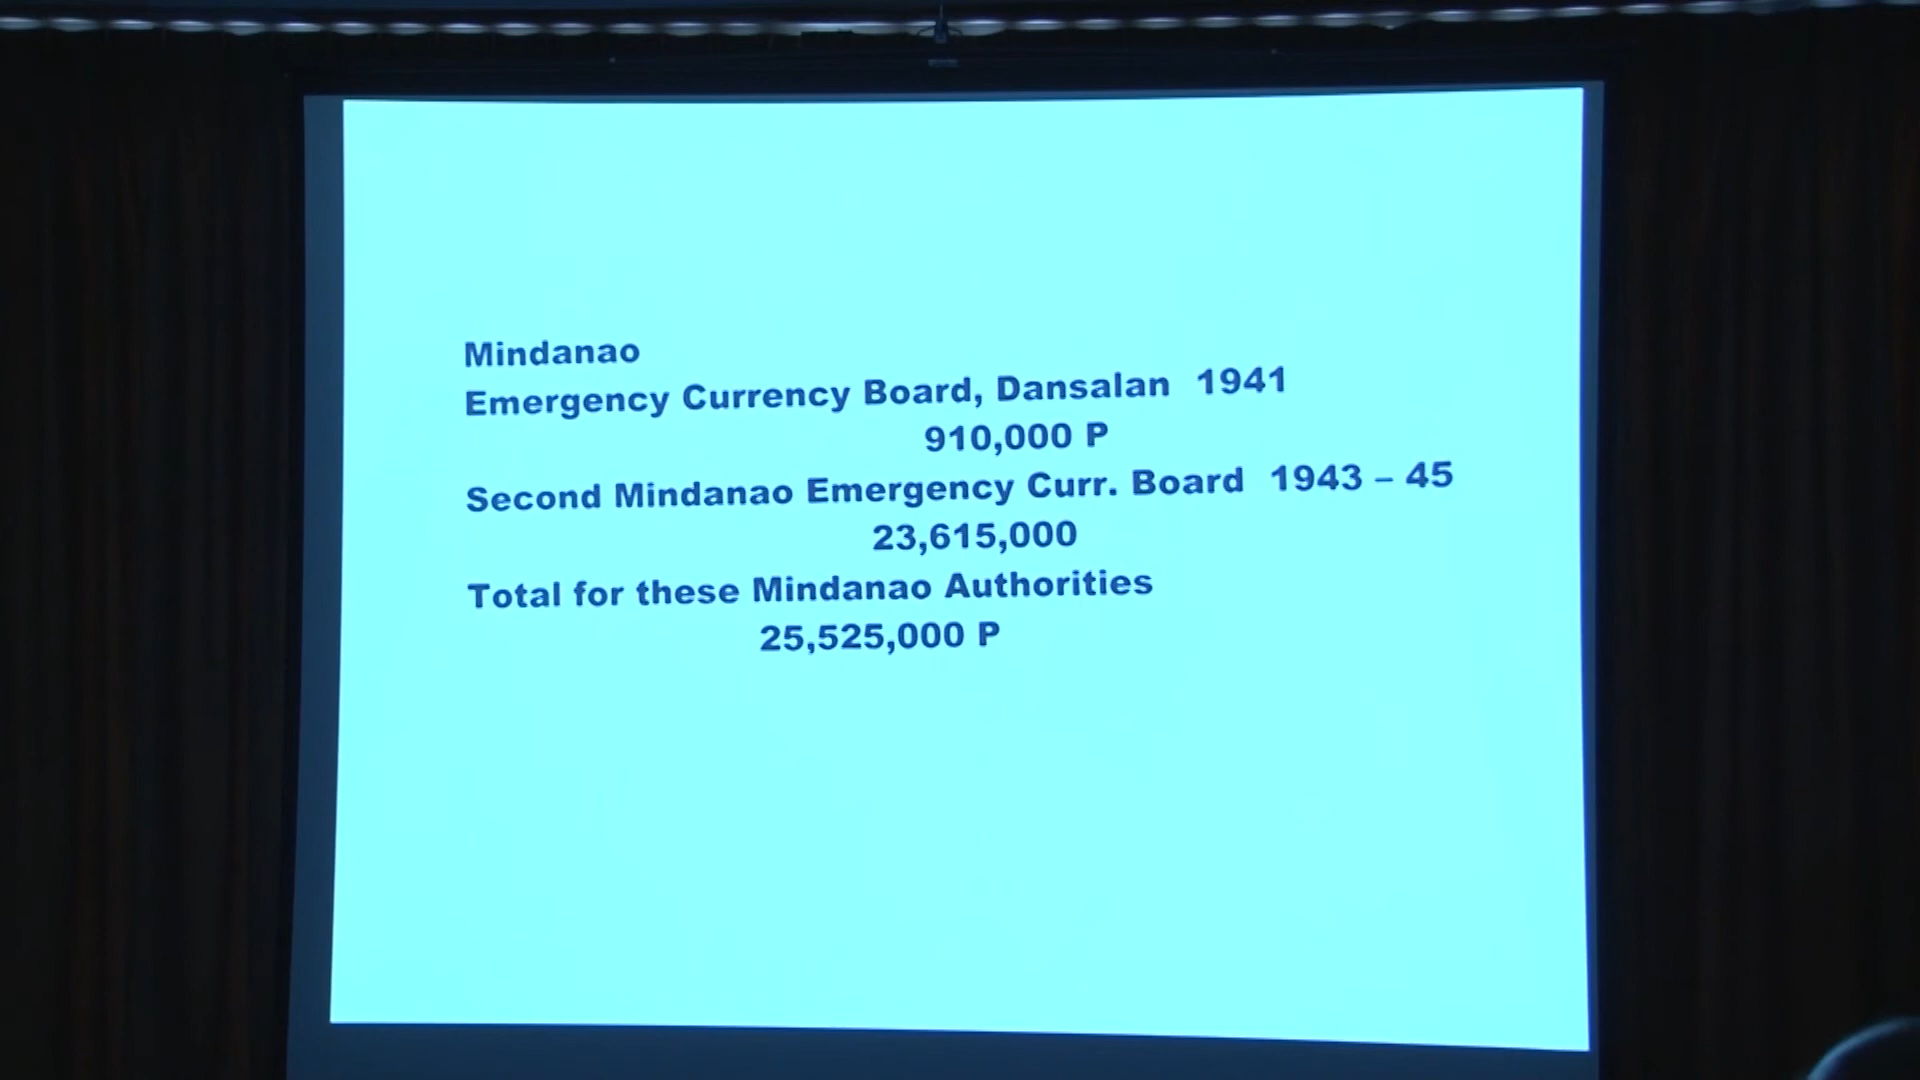 Mindanao
Emergency Currency Board, Dansalan 1941
910,000 P
Second Mindanao Emergency Curr. Board 1943 – 45
23,615,000
Total for these Mindanao Authorities
25,525,000 P